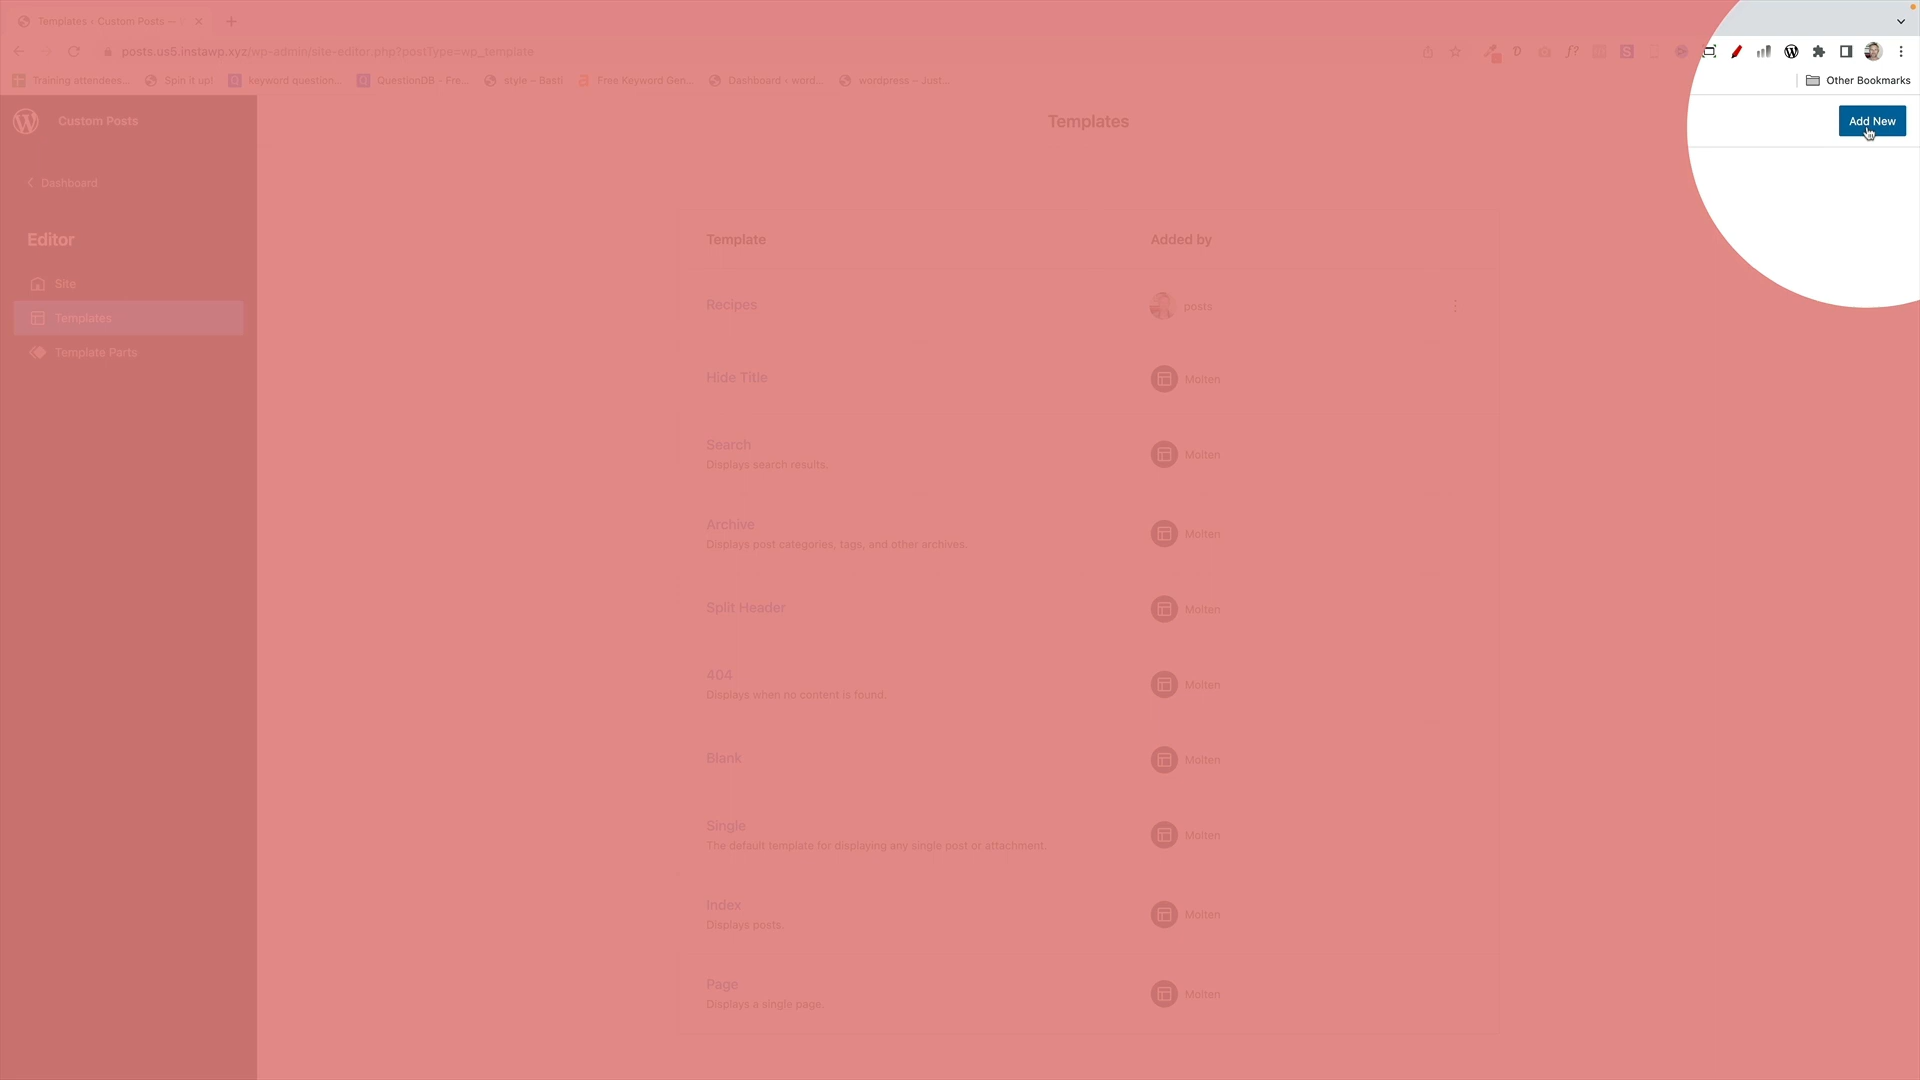 Templates ‹ Custom Posts —
posts.us5.instawp.xyz/wp-admin/site-editor.php?postType=wp_template
Training attendees...
Spin it up!
keyword question...
QuestionDB - Fre...
style – Basti
Free Keyword Gen...
Dashboard ‹ word...
wordpress – Just...
Other Bookmarks
Custom Posts
Templates
Add New
Dashboard
Editor
Site
Templates
Template Parts
Template
Added by
Recipes
posts
Hide Title
Molten
Search
Displays search results.
Molten
Archive
Displays post categories, tags, and other archives.
Molten
Split Header
Molten
404
Displays when no content is found.
Molten
Blank
Molten
Single
The default template for displaying any single post or attachment.
Molten
Index
Displays posts.
Molten
Page
Displays a single page.
Molten